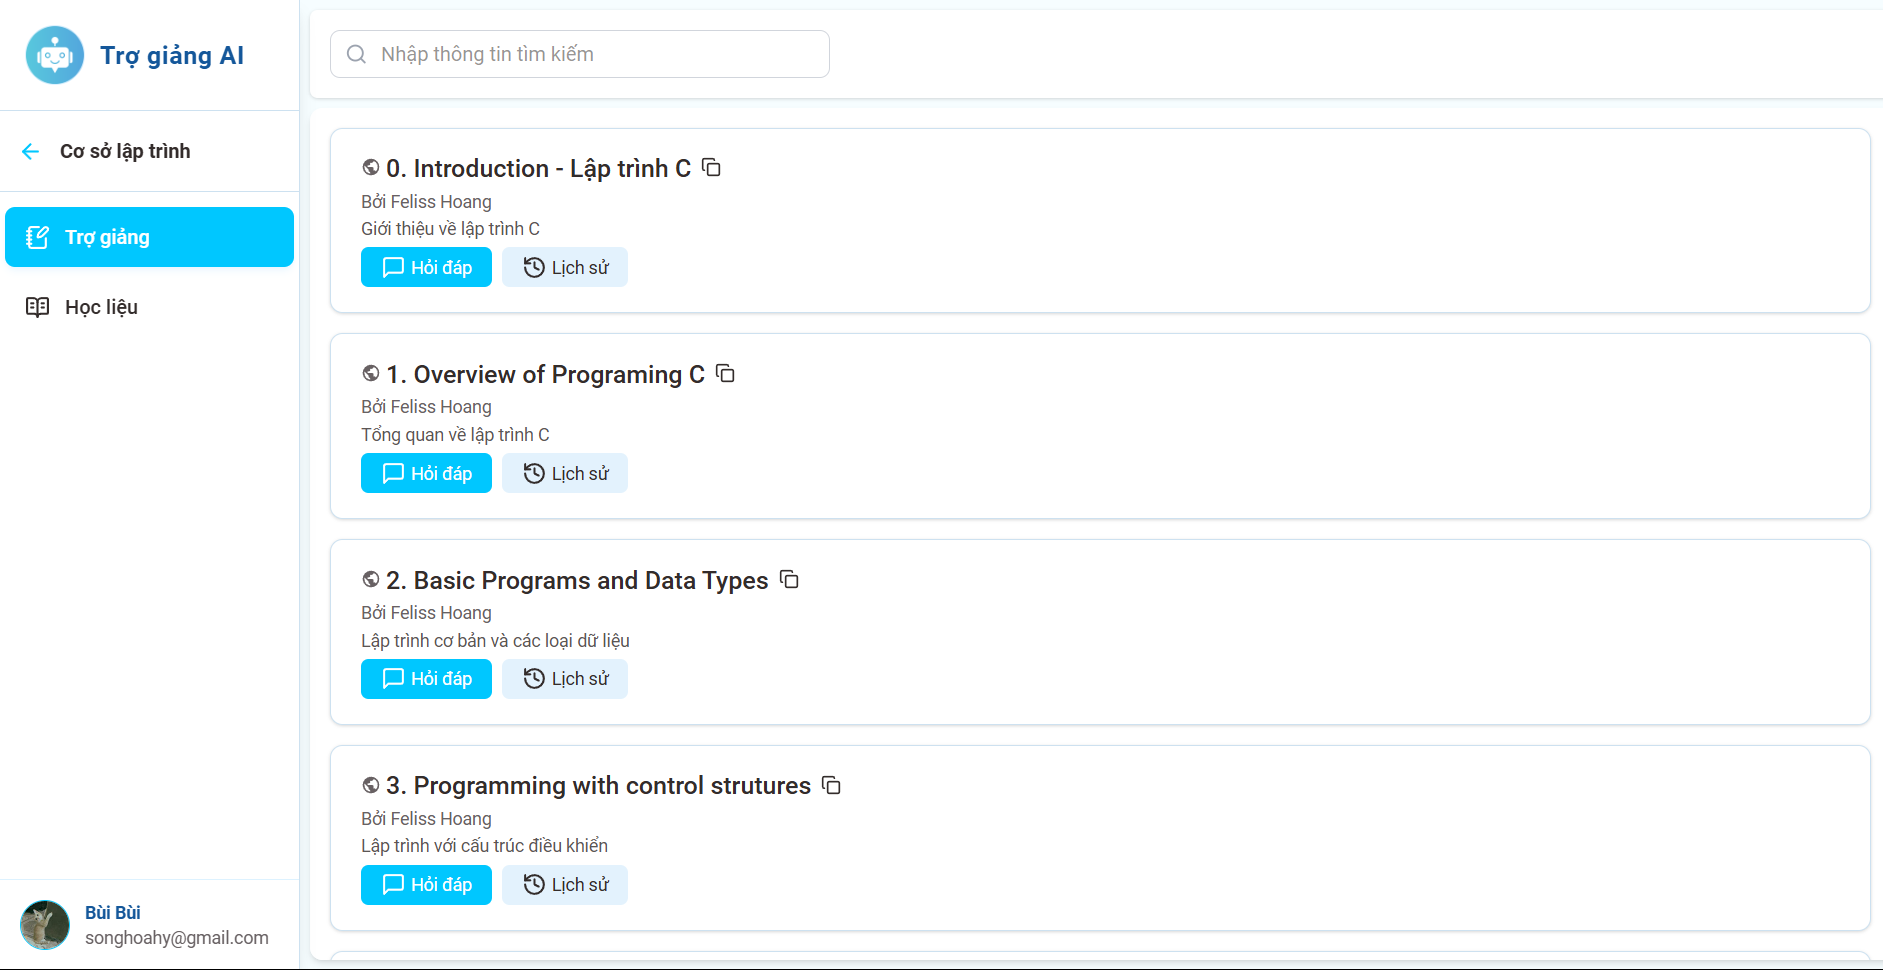 Trợ giảng AI
Cơ sở lập trình
Trợ giảng
Học liệu
Bùi Bùi
songhoahy@gmail.com
Nhập thông tin tìm kiếm
0. Introduction - Lập trình C
Bởi Feliss Hoang
Giới thiệu về lập trình C
Hỏi đáp
Lịch sử
1. Overview of Programing C
Bởi Feliss Hoang
Tổng quan về lập trình C
Hỏi đáp
Lịch sử
2. Basic Programs and Data Types
Bởi Feliss Hoang
Lập trình cơ bản và các loại dữ liệu
Hỏi đáp
Lịch sử
3. Programming with control strutures
Bởi Feliss Hoang
Lập trình với cấu trúc điều khiển
Hỏi đáp
Lịch sử